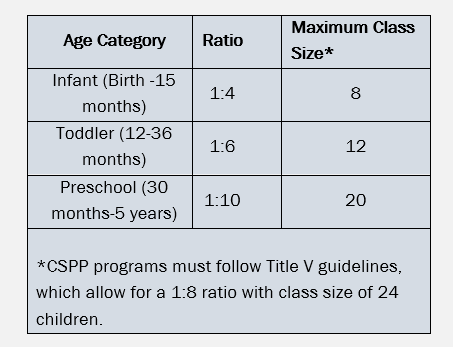 Age Category Ratio Maximum Class
Size*
Infant (Birth -15
months) 1:4 8
Toddler (12-36
months) 1:6 12
Preschool (30
months-5 years) 1:10 20
*CSPP programs must follow Title V guidelines,
which allow for a 1:8 ratio with class size of 24
children.